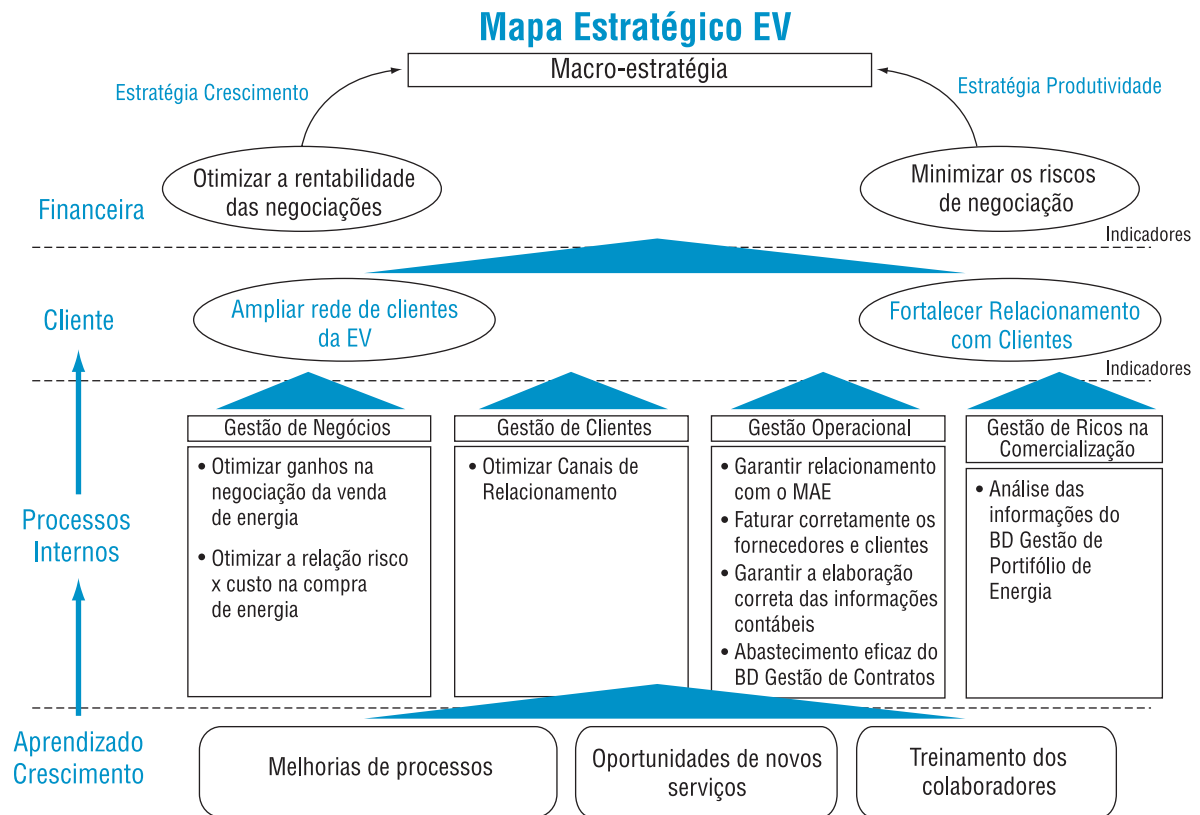 Mapa Estratégico EV
Macro-estratégia
Estratégia Crescimento
Estratégia Produtividade
Financeira
Otimizar a rentabilidade
das negociações
Minimizar os riscos
de negociação
Indicadores
Cliente
Ampliar rede de clientes
da EV
Fortalecer Relacionamento
com Clientes
Indicadores
Processos
Internos
Gestão de Negócios
• Otimizar ganhos na
negociação da venda
de energia
• Otimizar a relação risco
x custo na compra
de energia
Gestão de Clientes
• Otimizar Canais de
Relacionamento
Gestão Operacional
• Garantir relacionamento
com o MAE
• Faturar corretamente os
fornecedores e clientes
• Garantir a elaboração
correta das informações
contábeis
• Abastecimento eficaz do
BD Gestão de Contratos
Gestão de Ricos na
Comercialização
• Análise das
informações do
BD Gestão de
Portifólio de
Energia
Aprendizado
Crescimento
Melhorias de processos
Oportunidades de novos
serviços
Treinamento dos
colaboradores